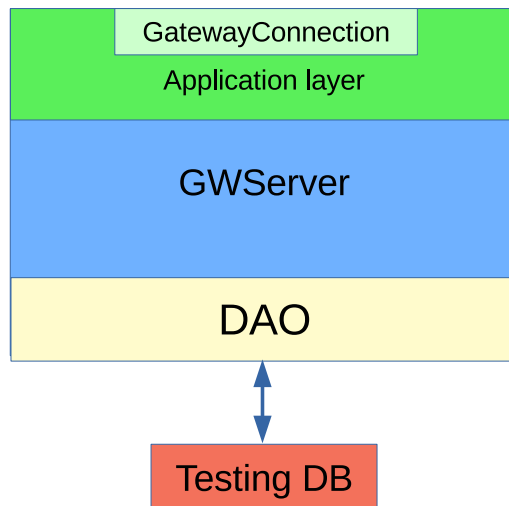 GatewayConnection
Application layer
GWServer
DAO
Testing DB